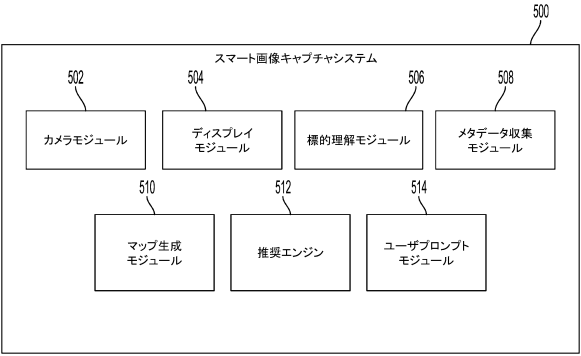 500
スマート画像キャプチャシステム
502
504
506
508
カメラモジュール
ディスプレイ
モジュール
標的理解モジュール
メタデータ収集
モジュール
510
512
514
マップ生成
モジュール
推奨エンジン
ユーザプロンプト
モジュール